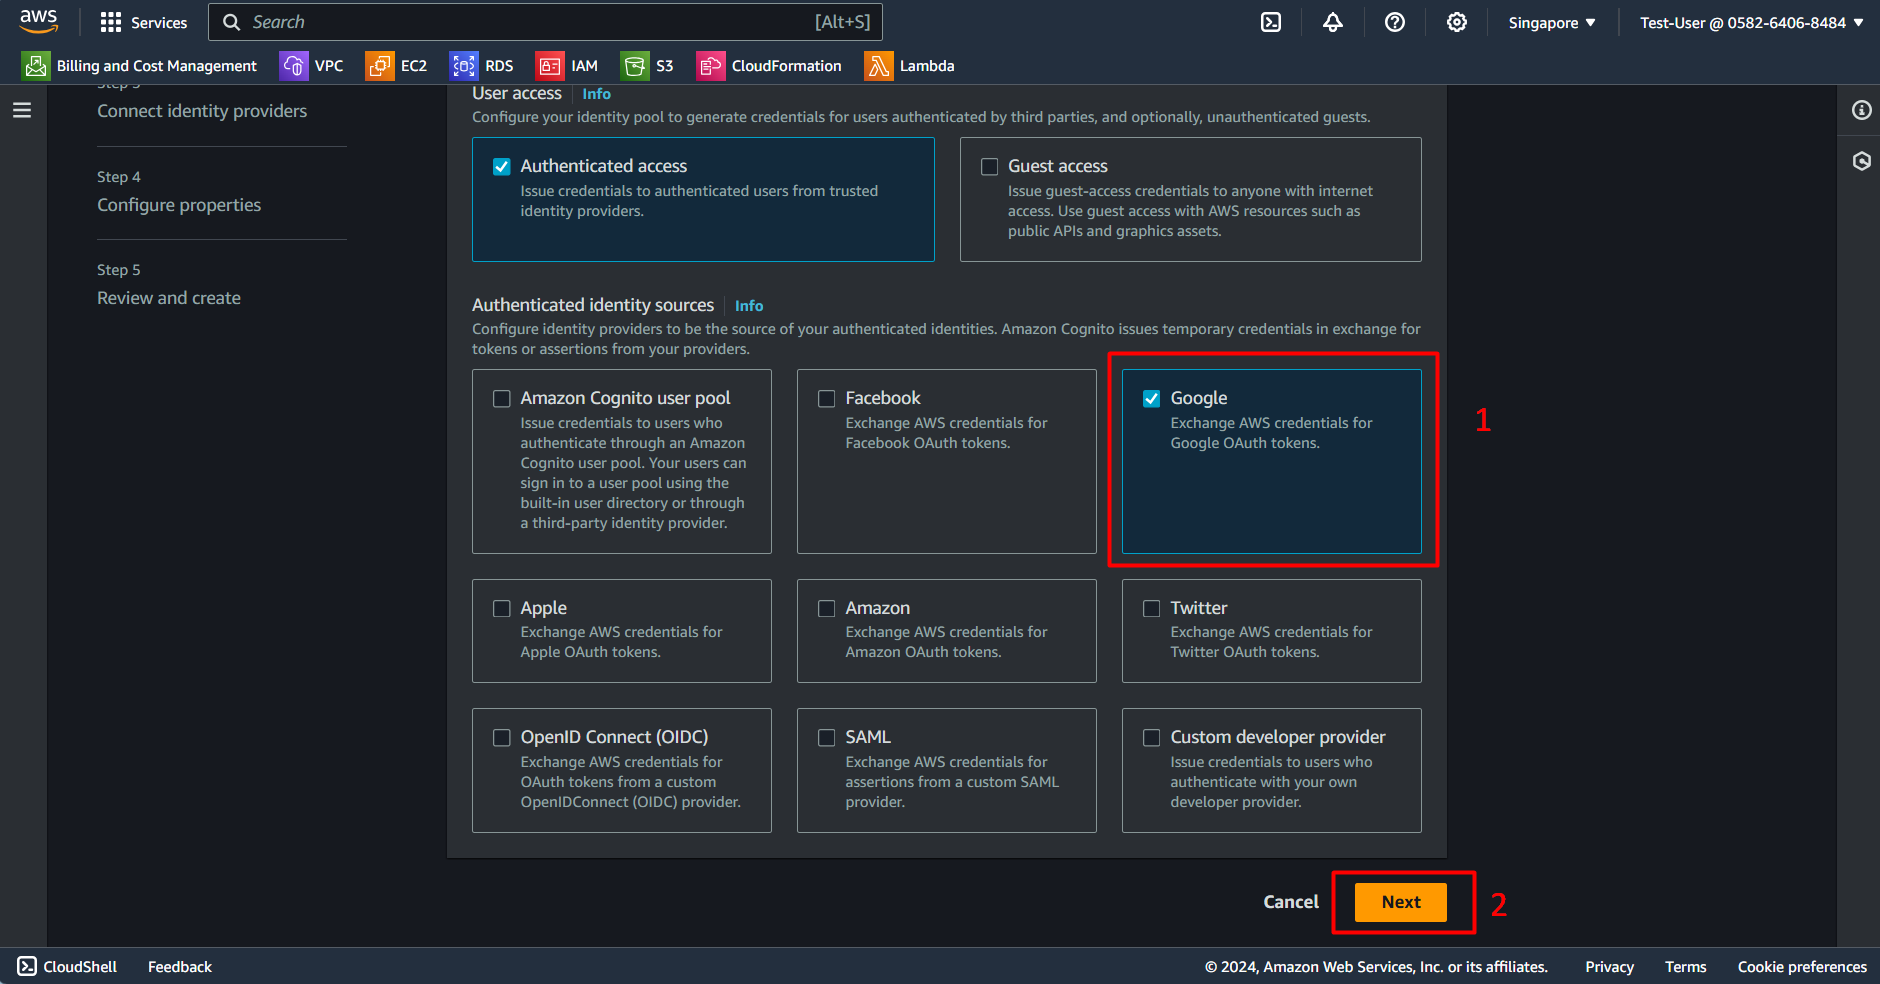 aws
Services
Search
[Alt+S]
Singapore ▼
Test-User @ 0582-6406-8484 ▼
Billing and Cost Management
VPC
EC2
RDS
IAM
S3
CloudFormation
Lambda
Step 3
Connect identity providers
Step 4
Configure properties
Step 5
Review and create
User access
Info
Configure your identity pool to generate credentials for users authenticated by third parties, and optionally, unauthenticated guests.
Authenticated access
Issue credentials to authenticated users from trusted
identity providers.
Guest access
Issue guest-access credentials to anyone with internet
access. Use guest access with AWS resources such as
public APIs and graphics assets.
Authenticated identity sources
Info
Configure identity providers to be the source of your authenticated identities. Amazon Cognito issues temporary credentials in exchange for
tokens or assertions from your providers.
Amazon Cognito user pool
Issue credentials to users who
authenticate through an Amazon
Cognito user pool. Your users can
sign in to a user pool using the
built-in user directory or through
a third-party identity provider.
Facebook
Exchange AWS credentials for
Facebook OAuth tokens.
Google
Exchange AWS credentials for
Google OAuth tokens.
1
Apple
Exchange AWS credentials for
Apple OAuth tokens.
Amazon
Exchange AWS credentials for
Amazon OAuth tokens.
Twitter
Exchange AWS credentials for
Twitter OAuth tokens.
OpenID Connect (OIDC)
Exchange AWS credentials for
OAuth tokens from a custom
OpenIDConnect (OIDC) provider.
SAML
Exchange AWS credentials for
assertions from a custom SAML
provider.
Custom developer provider
Issue credentials to users who
authenticate with your own
developer provider.
Cancel
Next
2
CloudShell
Feedback
© 2024, Amazon Web Services, Inc. or its affiliates.
Privacy
Terms
Cookie preferences